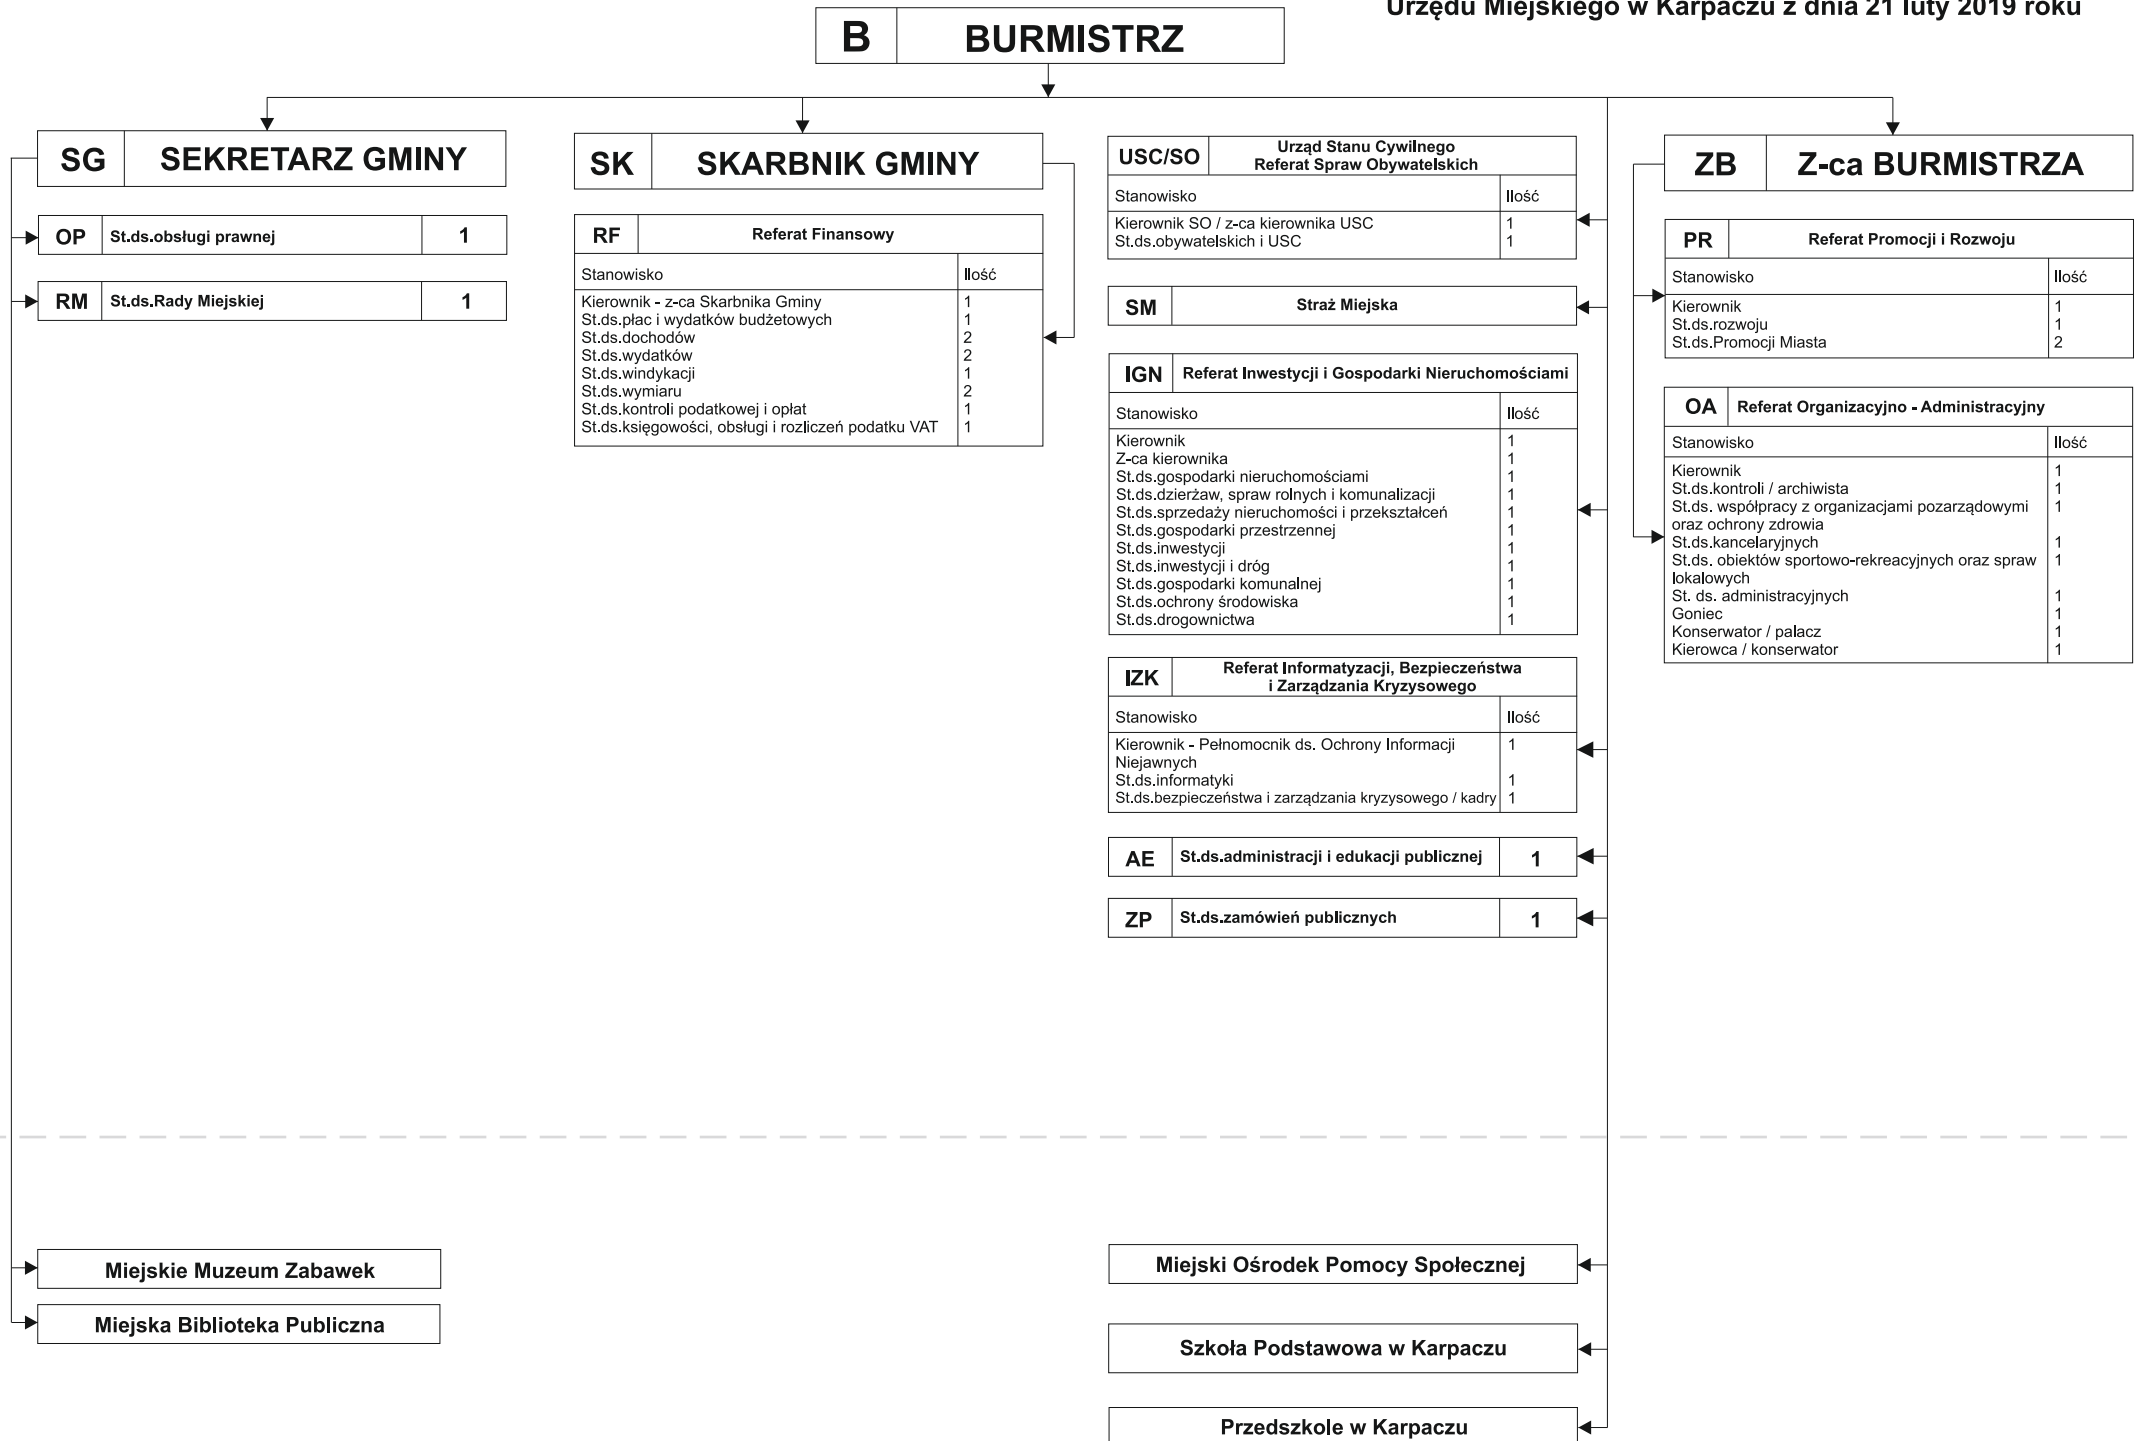 Urzędu Miejskiego w Karpaczu z dnia 21 luty 2019 roku
B BURMISTRZ
SG SEKRETARZ GMINY
OP St.ds.obsługi prawnej 1
RM St.ds.Rady Miejskiej 1
SK SKARBNIK GMINY
RF Referat Finansowy
Stanowisko Ilość
Kierownik - z-ca Skarbnika Gminy 1
St.ds.płac i wydatków budżetowych 1
St.ds.dochodów 2
St.ds.wydatków 2
St.ds.windykacji 1
St.ds.wymiaru 2
St.ds.kontroli podatkowej i opłat 1
St.ds.księgowości, obsługi i rozliczeń podatku VAT 1
USC/SO Urząd Stanu Cywilnego
Referat Spraw Obywatelskich
Stanowisko Ilość
Kierownik SO / z-ca kierownika USC 1
St.ds.obywatelskich i USC 1
SM Straż Miejska
IGN Referat Inwestycji i Gospodarki Nieruchomościami
Stanowisko Ilość
Kierownik 1
Z-ca kierownika 1
St.ds.gospodarki nieruchomościami 1
St.ds.dzierżaw, spraw rolnych i komunalizacji 1
St.ds.sprzedaży nieruchomości i przekształceń 1
St.ds.gospodarki przestrzennej 1
St.ds.inwestycji 1
St.ds.inwestycji i dróg 1
St.ds.gospodarki komunalnej 1
St.ds.ochrony środowiska 1
St.ds.drogownictwa 1
IZK Referat Informatyzacji, Bezpieczeństwa
i Zarządzania Kryzysowego
Stanowisko Ilość
Kierownik - Pełnomocnik ds. Ochrony Informacji 1
Niejawnych
St.ds.informatyki 1
St.ds.bezpieczeństwa i zarządzania kryzysowego / kadry 1
AE St.ds.administracji i edukacji publicznej 1
ZP St.ds.zamówień publicznych 1
ZB Z-ca BURMISTRZA
PR Referat Promocji i Rozwoju
Stanowisko Ilość
Kierownik 1
St.ds.rozwoju 1
St.ds.Promocji Miasta 2
OA Referat Organizacyjno - Administracyjny
Stanowisko Ilość
Kierownik 1
St.ds.kontroli / archiwista 1
St.ds. współpracy z organizacjami pozarządowymi 1
oraz ochrony zdrowia
St.ds.kancelaryjnych 1
St.ds. obiektów sportowo-rekreacyjnych oraz spraw 1
lokalowych
St. ds. administracyjnych 1
Goniec 1
Konserwator / palacz 1
Kierowca / konserwator 1
Miejskie Muzeum Zabawek
Miejska Biblioteka Publiczna
Miejski Ośrodek Pomocy Społecznej
Szkoła Podstawowa w Karpaczu
Przedszkole w Karpaczu